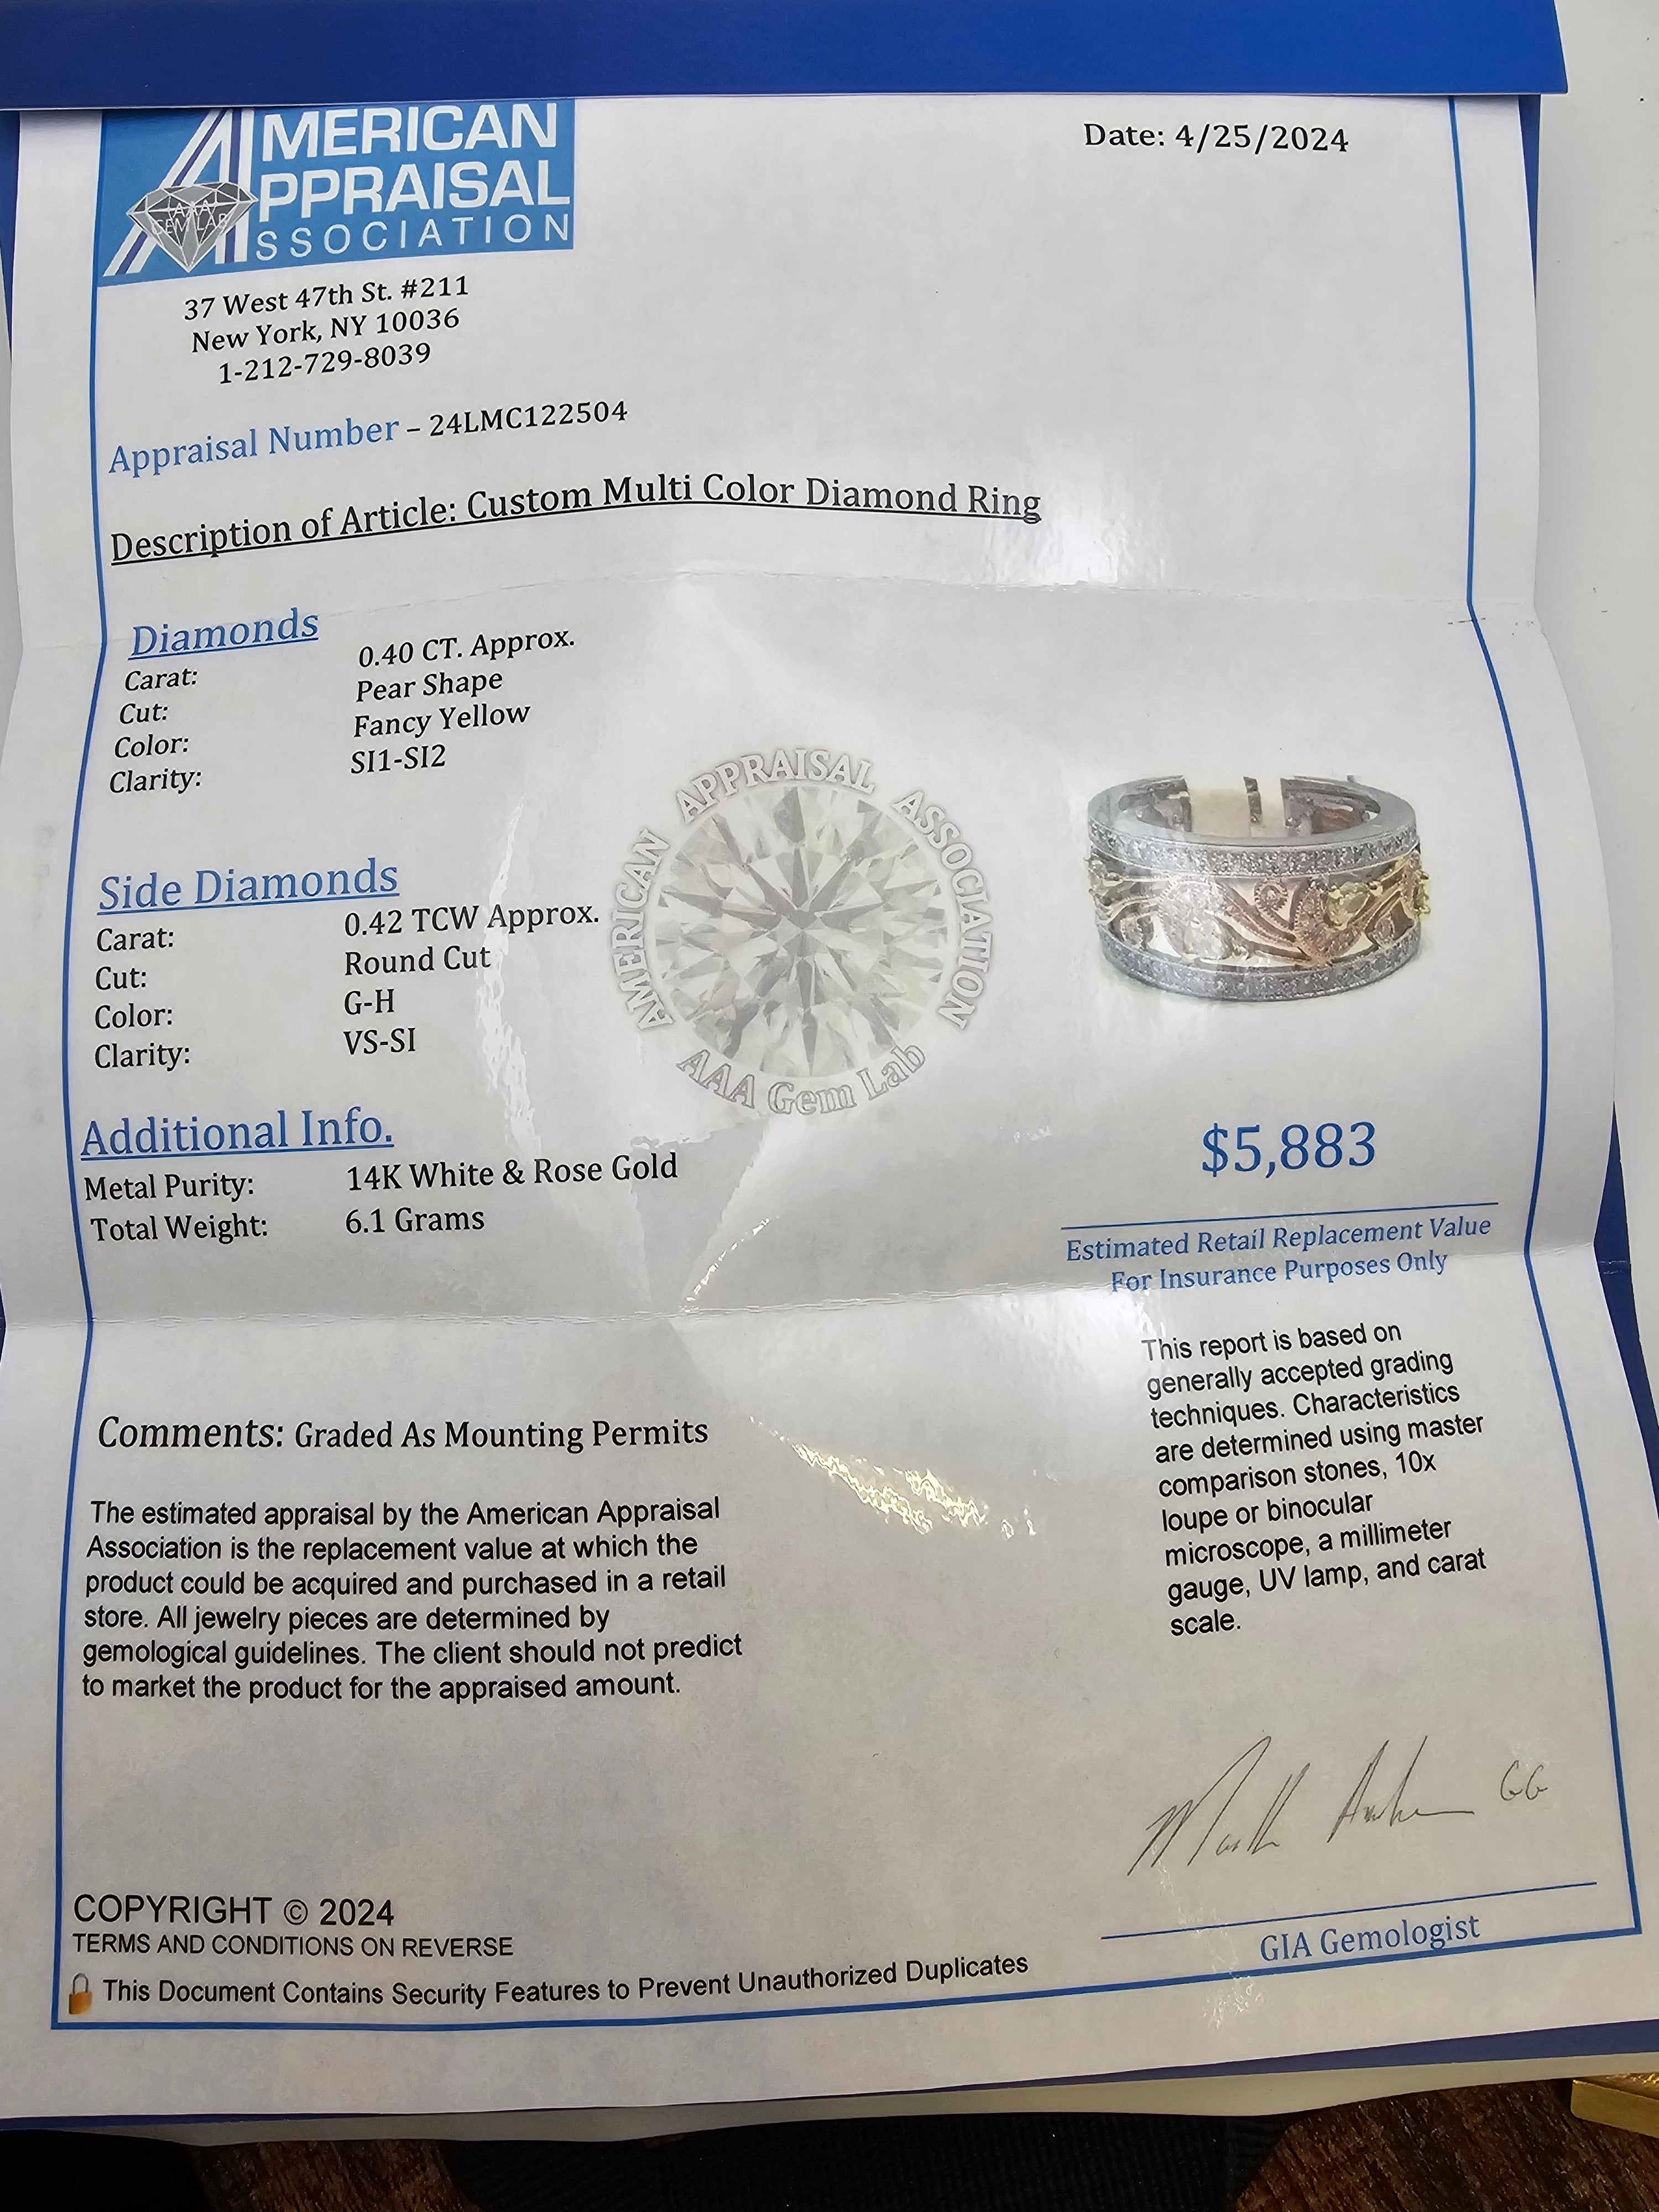 AMERICAN
APPRAISAL
ASSOCIATION
AAA
GEM LAB
Date: 4/25/2024
37 West 47th St. #211
New York, NY 10036
1-212-729-8039
Appraisal Number – 24LMC122504
Description of Article: Custom Multi Color Diamond Ring
Diamonds
Carat: 0.40 CT. Approx.
Cut: Pear Shape
Color: Fancy Yellow
Clarity: SI1-SI2
Side Diamonds
Carat: 0.42 TCW Approx.
Cut: Round Cut
Color: G-H
Clarity: VS-SI
AMERICAN APPRAISAL ASSOCIATION
AAA Gem Lab
Additional Info.
Metal Purity: 14K White & Rose Gold
Total Weight: 6.1 Grams
$5,883
Estimated Retail Replacement Value
For Insurance Purposes Only
This report is based on
generally accepted grading
techniques. Characteristics
are determined using master
comparison stones, 10x
loupe or binocular
microscope, a millimeter
gauge, UV lamp, and carat
scale.
Comments: Graded As Mounting Permits
The estimated appraisal by the American Appraisal
Association is the replacement value at which the
product could be acquired and purchased in a retail
store. All jewelry pieces are determined by
gemological guidelines. The client should not predict
to market the product for the appraised amount.
GG
GIA Gemologist
COPYRIGHT © 2024
TERMS AND CONDITIONS ON REVERSE
This Document Contains Security Features to Prevent Unauthorized Duplicates